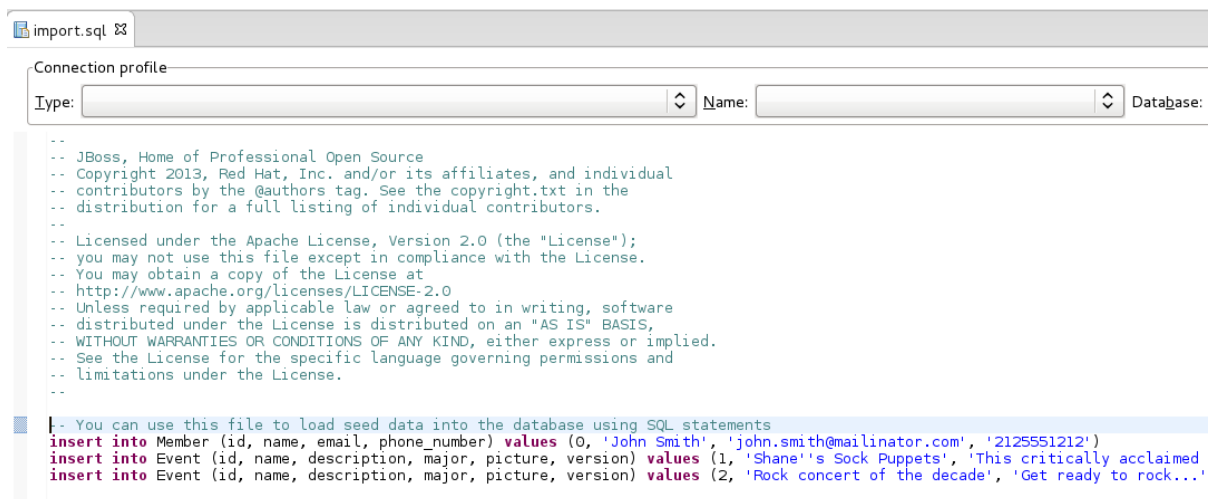 import.sql
Connection profile
Type: Name: Database:
--
-- JBoss, Home of Professional Open Source
-- Copyright 2013, Red Hat, Inc. and/or its affiliates, and individual
-- contributors by the @authors tag. See the copyright.txt in the
-- distribution for a full listing of individual contributors.
--
-- Licensed under the Apache License, Version 2.0 (the "License");
-- you may not use this file except in compliance with the License.
-- You may obtain a copy of the License at
-- http://www.apache.org/licenses/LICENSE-2.0
-- Unless required by applicable law or agreed to in writing, software
-- distributed under the License is distributed on an "AS IS" BASIS,
-- WITHOUT WARRANTIES OR CONDITIONS OF ANY KIND, either express or implied.
-- See the License for the specific language governing permissions and
-- limitations under the License.
--
-- You can use this file to load seed data into the database using SQL statements
insert into Member (id, name, email, phone_number) values (0, 'John Smith', 'john.smith@mailinator.com', '2125551212')
insert into Event (id, name, description, major, picture, version) values (1, 'Shane''s Sock Puppets', 'This critically acclaimed
insert into Event (id, name, description, major, picture, version) values (2, 'Rock concert of the decade', 'Get ready to rock...'